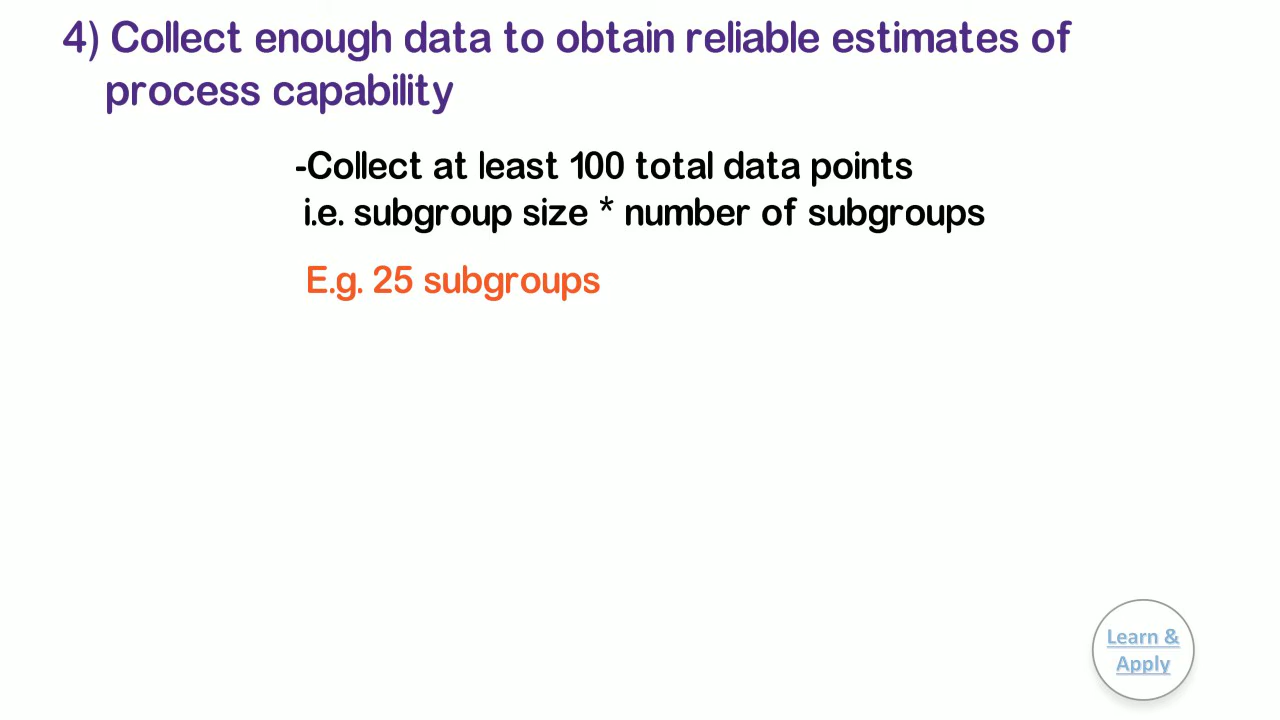 4) Collect enough data to obtain reliable estimates of
process capability
-Collect at least 100 total data points
i.e. subgroup size * number of subgroups
E.g. 25 subgroups
Learn &
Apply